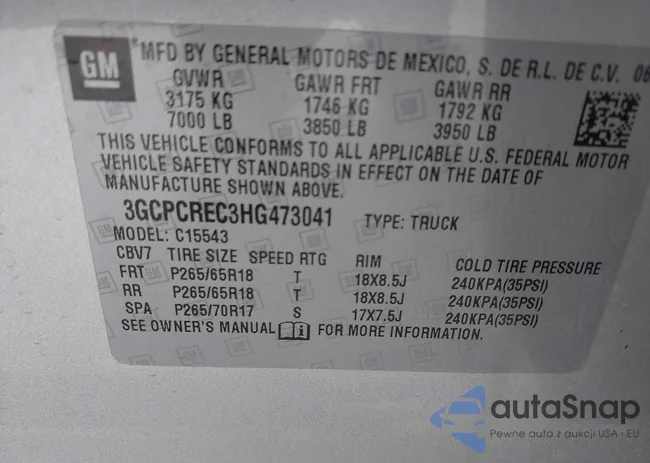 GM
*MFD BY GENERAL MOTORS DE MEXICO, S. DE R.L. DE C.V. 06
GVWR GAWR FRT GAWR RR
3175 KG 1746 KG 1792 KG
7000 LB 3850 LB 3950 LB
THIS VEHICLE CONFORMS TO ALL APPLICABLE U.S. FEDERAL MOTOR
VEHICLE SAFETY STANDARDS IN EFFECT ON THE DATE OF
MANUFACTURE SHOWN ABOVE.
3GCPCREC3HG473041 TYPE: TRUCK
MODEL: C15543
CBV7 TIRE SIZE SPEED RTG RIM COLD TIRE PRESSURE
FRT P265/65R18 T 18X8.5J 240KPA(35PSI)
RR P265/65R18 T 18X8.5J 240KPA(35PSI)
SPA P265/70R17 S 17X7.5J 240KPA(35PSI)
SEE OWNER'S MANUAL i FOR MORE INFORMATION.
autaSnap
Pewne auta z aukcji USA i EU